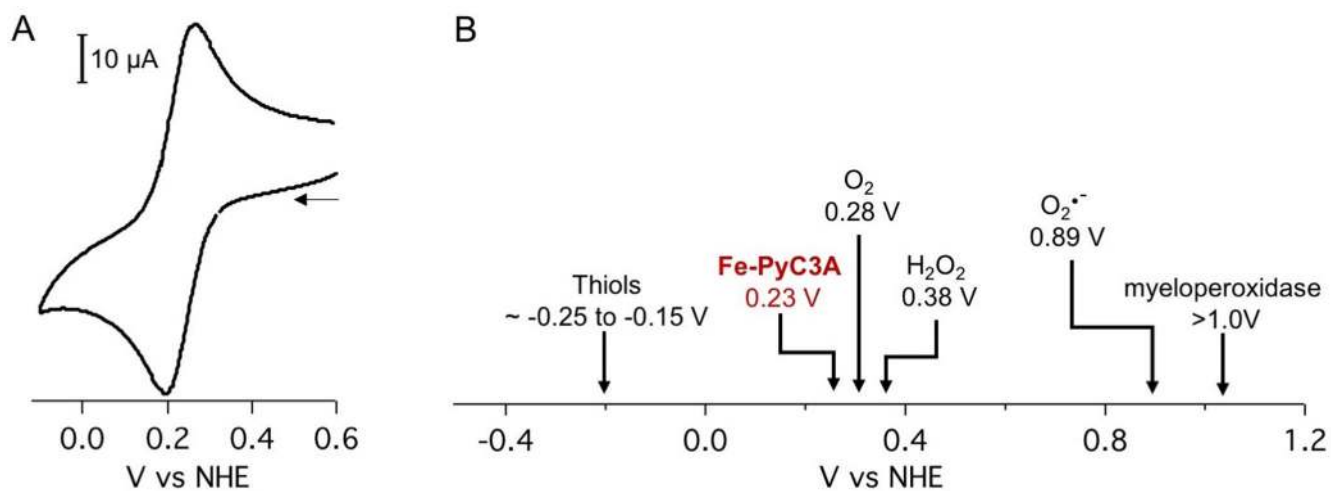 A
10 μA
0.0 0.2 0.4 0.6
V vs NHE
B
Thiols
~ -0.25 to -0.15 V
Fe-PyC3A
0.23 V
O₂
0.28 V
H₂O₂
0.38 V
O₂•-
0.89 V
myeloperoxidase
>1.0V
-0.4 0.0 0.4 0.8 1.2
V vs NHE